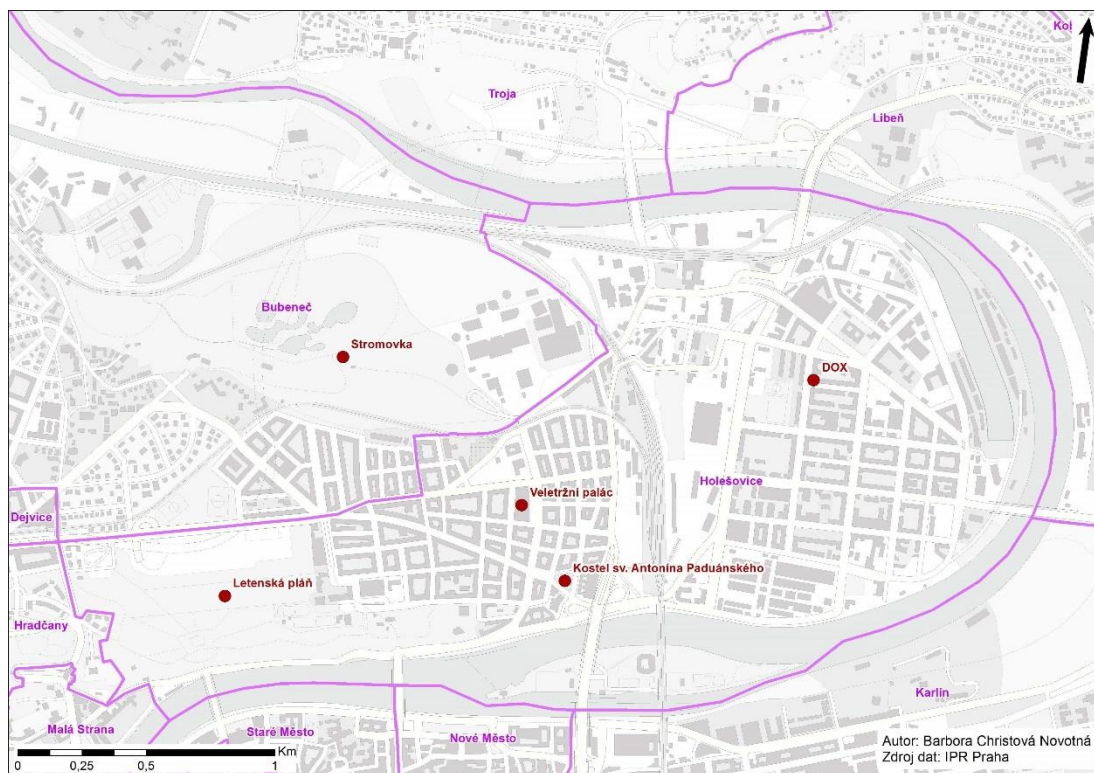 Kob
Troja
Libeň
Bubeneč
Stromovka
DOX
Holešovice
Veletržní palác
Dejvice
Kostel sv. Antonína Paduánského
Letenská pláň
Hradčany
Karlín
Malá Strana
Staré Město
Nové Město
Km
0 0,25 0,5 1
Autor: Barbora Christová Novotná
Zdroj dat: IPR Praha